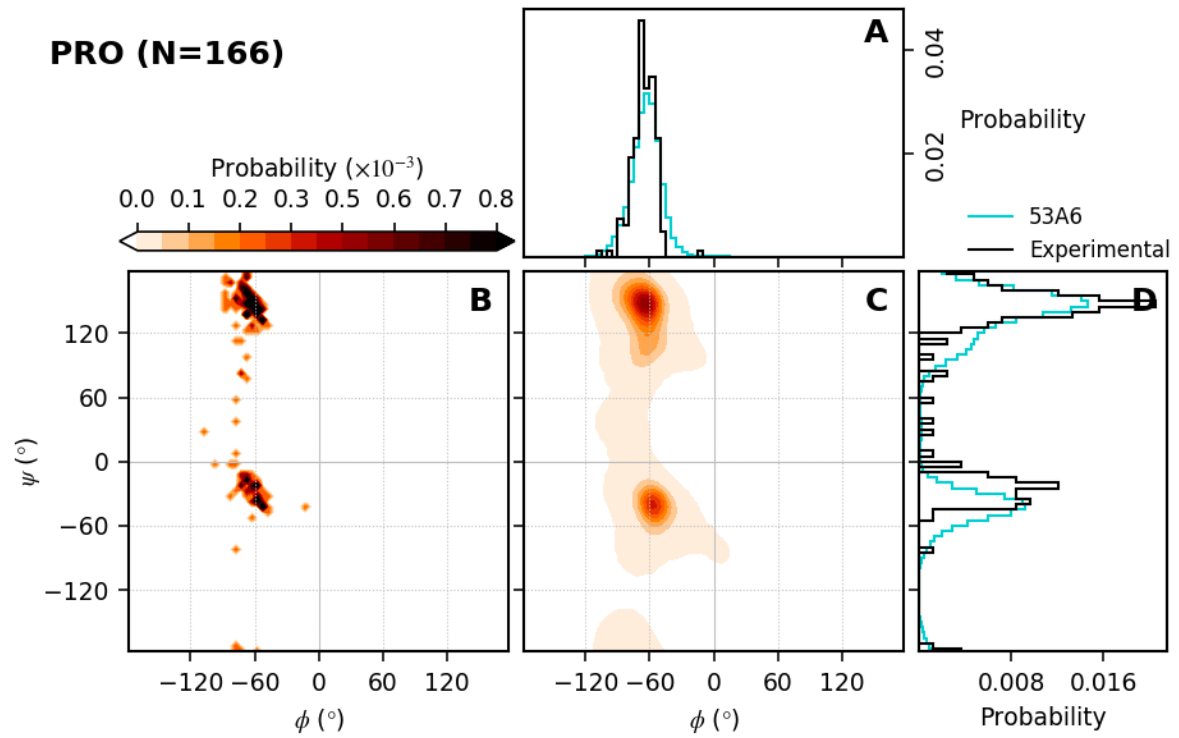 PRO (N=166)
A
0.04
0.02
Probability
Probability (×10⁻³)
0.0 0.1 0.2 0.3 0.5 0.6 0.7 0.8
53A6
Experimental
B
C
D
120
60
0
−60
−120
ψ (°)
−120 −60 0 60 120
ϕ (°)
−120 −60 0 60 120
ϕ (°)
0.008 0.016
Probability